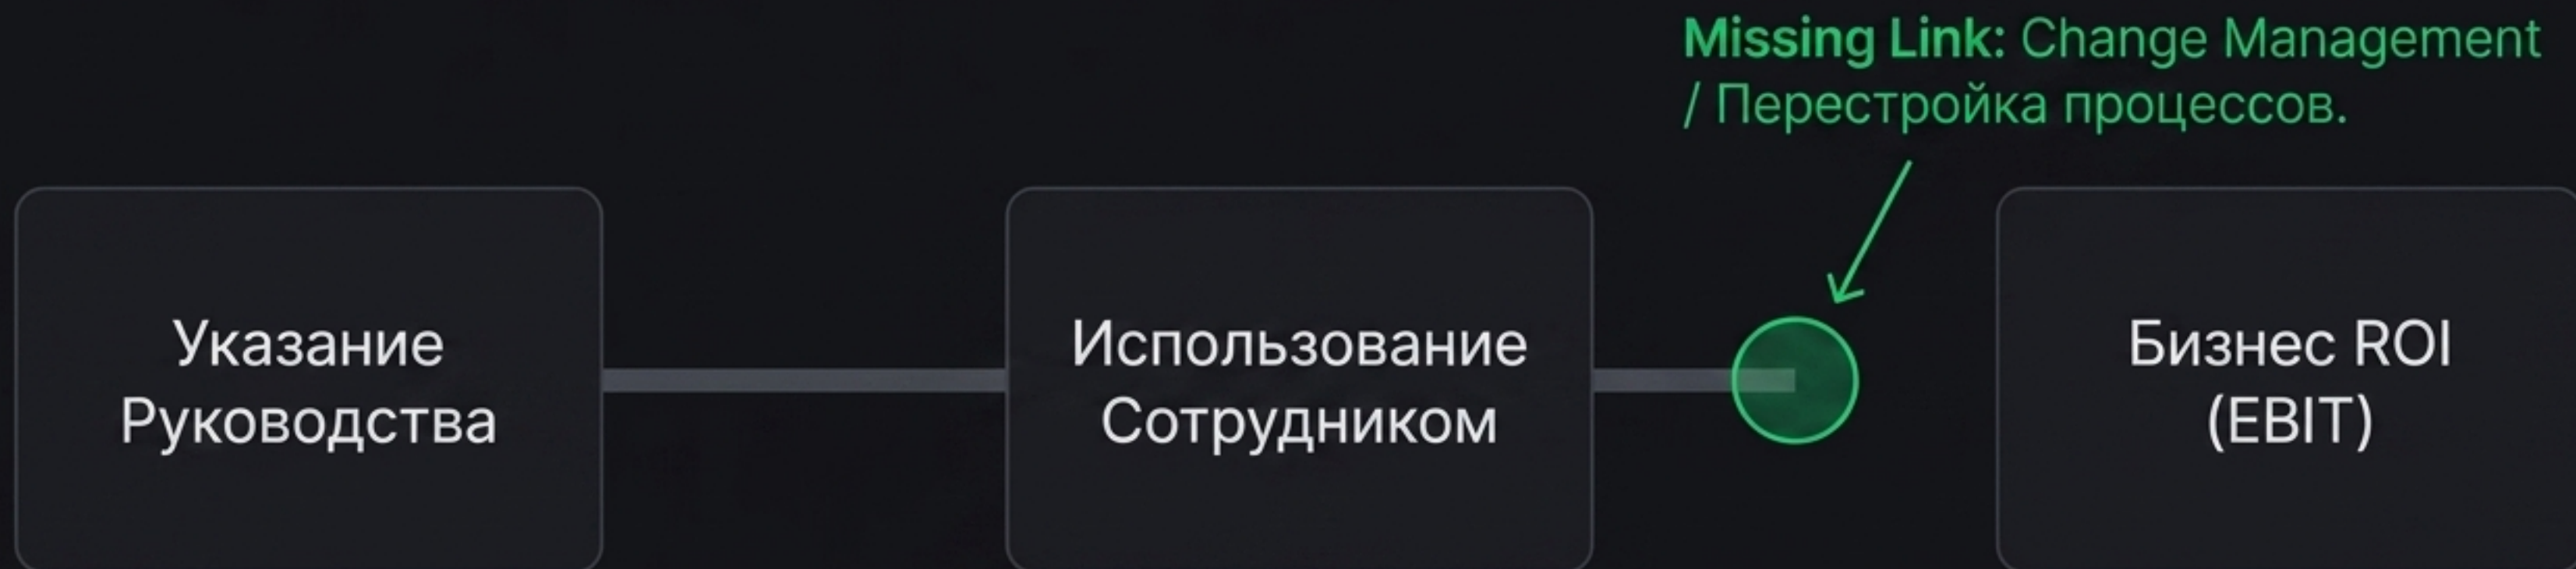 Missing Link: Change Management
/ Перестройка процессов.
Указание
Руководства
Использование
Сотрудником
Бизнес ROI
(EBIT)